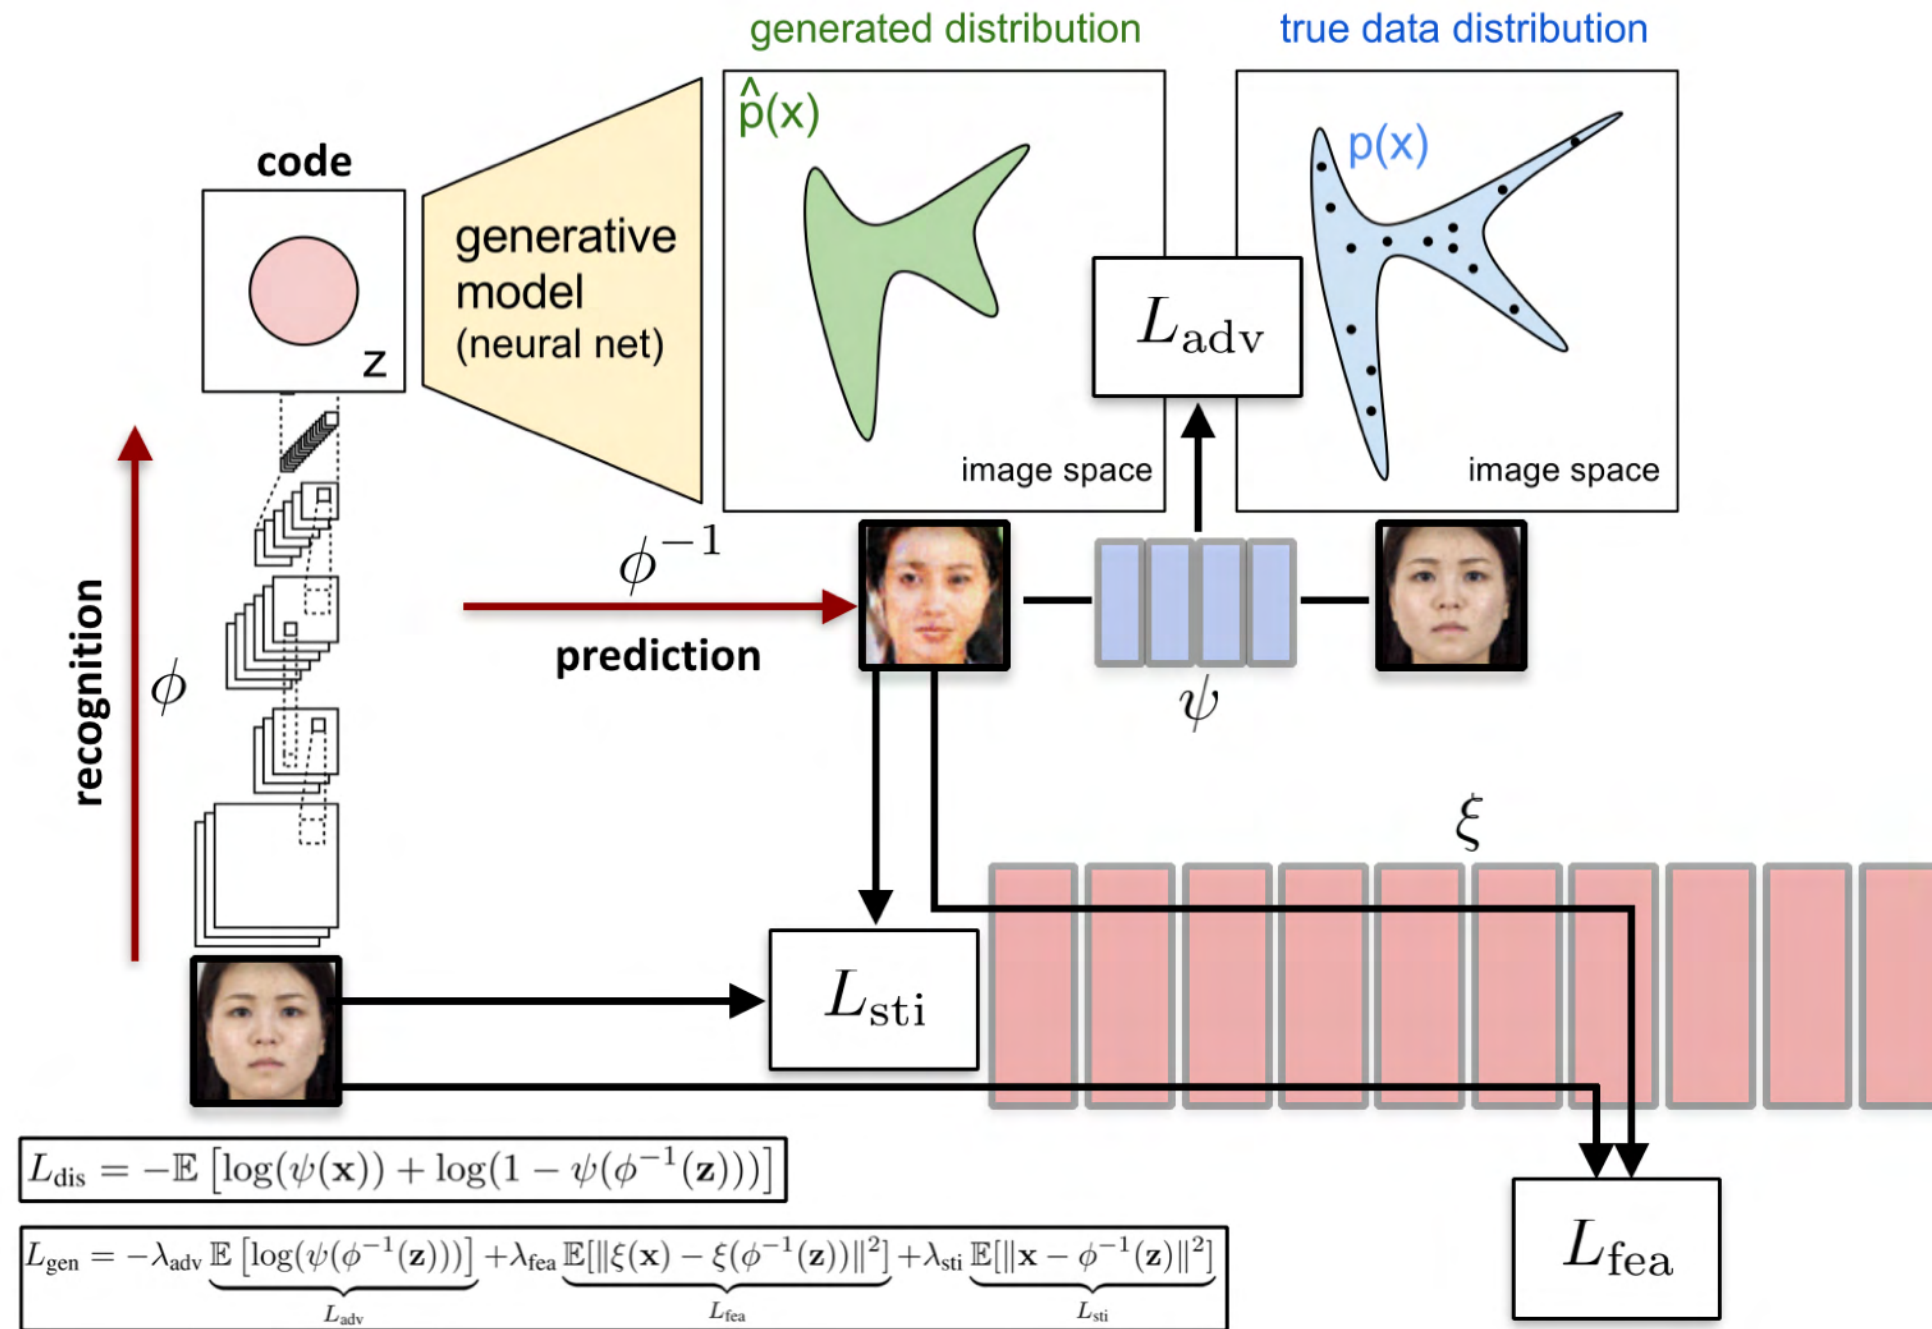 generated distribution
true data distribution
p̂(x)
p(x)
code
z
generative
model
(neural net)
L_adv
image space
image space
ϕ⁻¹
prediction
recognition
ϕ
ψ
ξ
L_sti
L_fea
L_dis = −𝔼 [log(ψ(x)) + log(1 − ψ(ϕ⁻¹(z)))]
L_gen = −λ_adv 𝔼 [log(ψ(ϕ⁻¹(z)))] +λ_fea 𝔼[‖ξ(x) − ξ(ϕ⁻¹(z))‖²] +λ_sti 𝔼[‖x − ϕ⁻¹(z)‖²]
L_adv L_fea L_sti